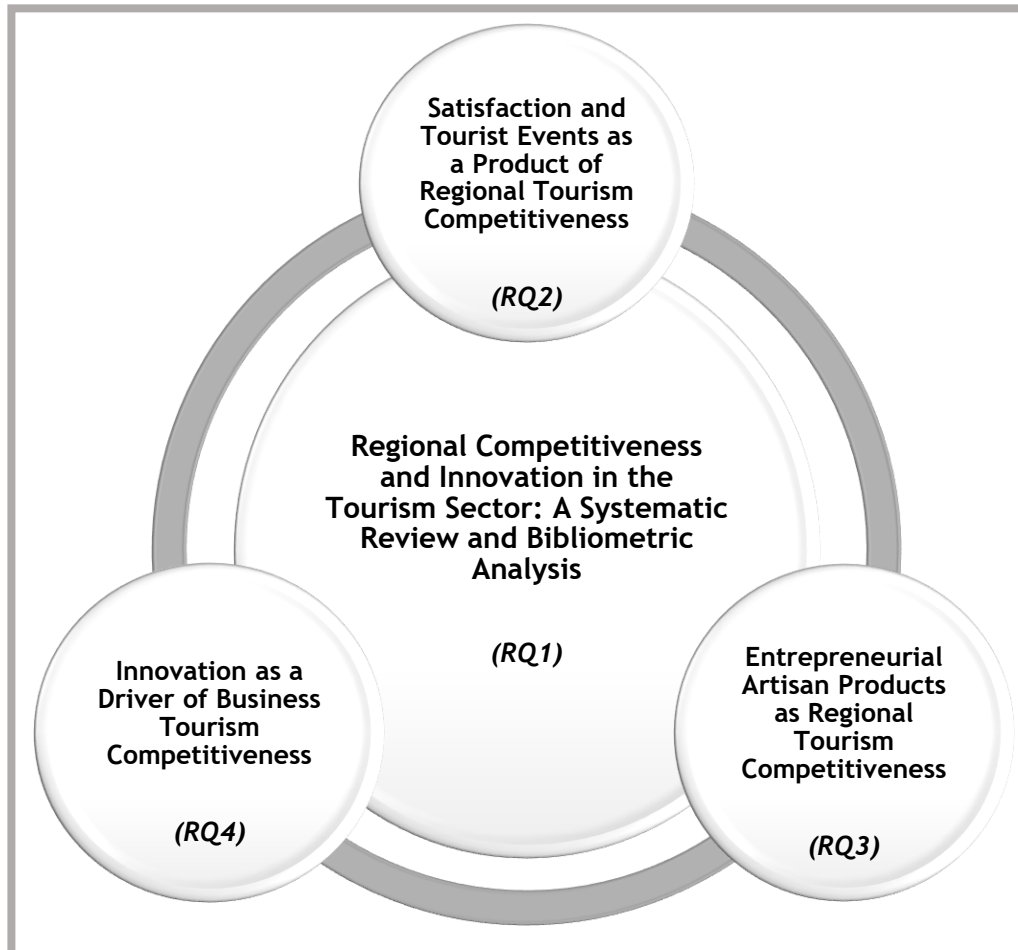 Satisfaction and
Tourist Events as
a Product of
Regional Tourism
Competitiveness
(RQ2)
Regional Competitiveness
and Innovation in the
Tourism Sector: A Systematic
Review and Bibliometric
Analysis
(RQ1)
Innovation as a
Driver of Business
Tourism
Competitiveness
(RQ4)
Entrepreneurial
Artisan Products
as Regional
Tourism
Competitiveness
(RQ3)